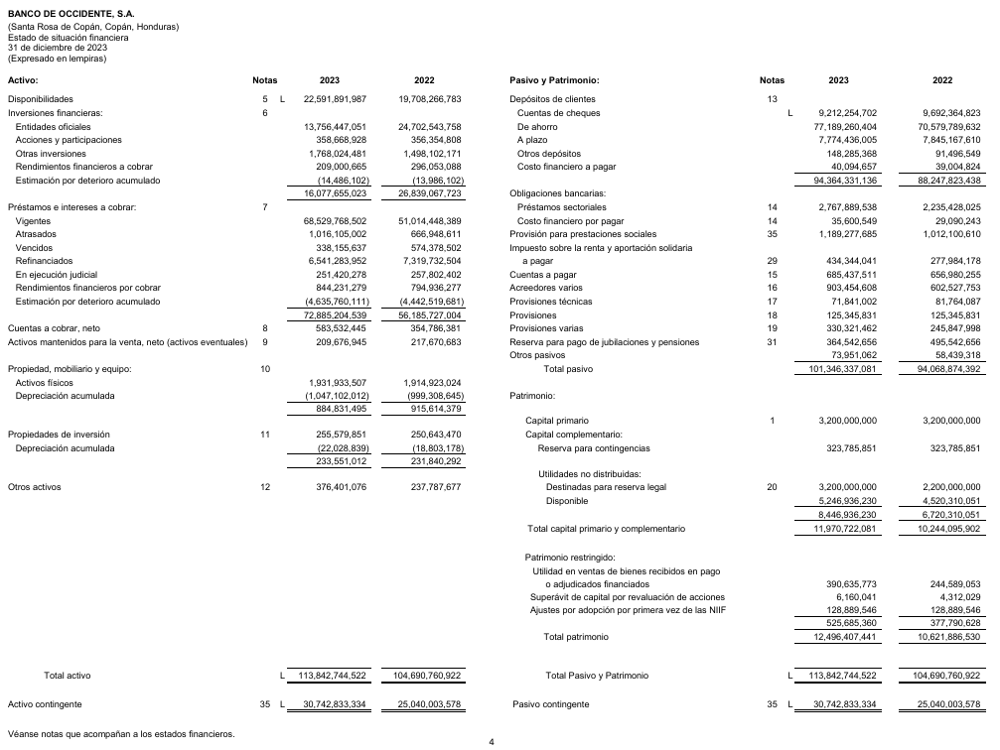 BANCO DE OCCIDENTE, S.A.
(Santa Rosa de Copán, Copán, Honduras)
Estado de situación financiera
31 de diciembre de 2023
(Expresado en lempiras)
Activo: Notas 2023 2022
Disponibilidades 5 L 22,591,891,987 19,708,266,783
Inversiones financieras: 6
Entidades oficiales 13,756,447,051 24,702,543,758
Acciones y participaciones 358,668,928 356,354,808
Otras inversiones 1,768,024,481 1,498,102,171
Rendimientos financieros a cobrar 209,000,665 296,053,088
Estimación por deterioro acumulado (14,486,102) (13,986,102)
16,077,655,023 26,839,067,723
Préstamos e intereses a cobrar: 7
Vigentes 68,529,768,502 51,014,448,389
Atrasados 1,016,105,002 666,948,611
Vencidos 338,155,637 574,378,502
Refinanciados 6,541,283,952 7,319,732,504
En ejecución judicial 251,420,278 257,802,402
Rendimientos financieros por cobrar 844,231,279 794,936,277
Estimación por deterioro acumulado (4,635,760,111) (4,442,519,681)
72,885,204,539 56,185,727,004
Cuentas a cobrar, neto 8 583,532,445 354,786,381
Activos mantenidos para la venta, neto (activos eventuales) 9 209,676,945 217,670,683
Propiedad, mobiliario y equipo: 10
Activos físicos 1,931,933,507 1,914,923,024
Depreciación acumulada (1,047,102,012) (999,308,645)
884,831,495 915,614,379
Propiedades de inversión 11 255,579,851 250,643,470
Depreciación acumulada (22,028,839) (18,803,178)
233,551,012 231,840,292
Otros activos 12 376,401,076 237,787,677
Total activo L 113,842,744,522 104,690,760,922
Activo contingente 35 L 30,742,833,334 25,040,003,578
Pasivo y Patrimonio: Notas 2023 2022
Depósitos de clientes 13
Cuentas de cheques L 9,212,254,702 9,692,364,823
De ahorro 77,189,260,404 70,579,789,632
A plazo 7,774,436,005 7,845,167,610
Otros depósitos 148,285,368 91,496,549
Costo financiero a pagar 40,094,657 39,004,824
94,364,331,136 88,247,823,438
Obligaciones bancarias:
Préstamos sectoriales 14 2,767,889,538 2,235,428,025
Costo financiero por pagar 14 35,600,549 29,090,243
Provisión para prestaciones sociales 35 1,189,277,685 1,012,100,610
Impuesto sobre la renta y aportación solidaria
a pagar 29 434,344,041 277,984,178
Cuentas a pagar 15 685,437,511 656,980,255
Acreedores varios 16 903,454,608 602,527,753
Provisiones técnicas 17 71,841,002 81,764,087
Provisiones 18 125,345,831 125,345,831
Provisiones varias 19 330,321,462 245,847,998
Reserva para pago de jubilaciones y pensiones 31 364,542,656 495,542,656
Otros pasivos 73,951,062 58,439,318
Total pasivo 101,346,337,081 94,068,874,392
Patrimonio:
Capital primario 1 3,200,000,000 3,200,000,000
Capital complementario:
Reserva para contingencias 323,785,851 323,785,851
Utilidades no distribuidas:
Destinadas para reserva legal 20 3,200,000,000 2,200,000,000
Disponible 5,246,936,230 4,520,310,051
8,446,936,230 6,720,310,051
Total capital primario y complementario 11,970,722,081 10,244,095,902
Patrimonio restringido:
Utilidad en ventas de bienes recibidos en pago
o adjudicados financiados 390,635,773 244,589,053
Superávit de capital por revaluación de acciones 6,160,041 4,312,029
Ajustes por adopción por primera vez de las NIIF 128,889,546 128,889,546
525,685,360 377,790,628
Total patrimonio 12,496,407,441 10,621,886,530
Total Pasivo y Patrimonio L 113,842,744,522 104,690,760,922
Pasivo contingente 35 L 30,742,833,334 25,040,003,578
Véanse notas que acompañan a los estados financieros.
4